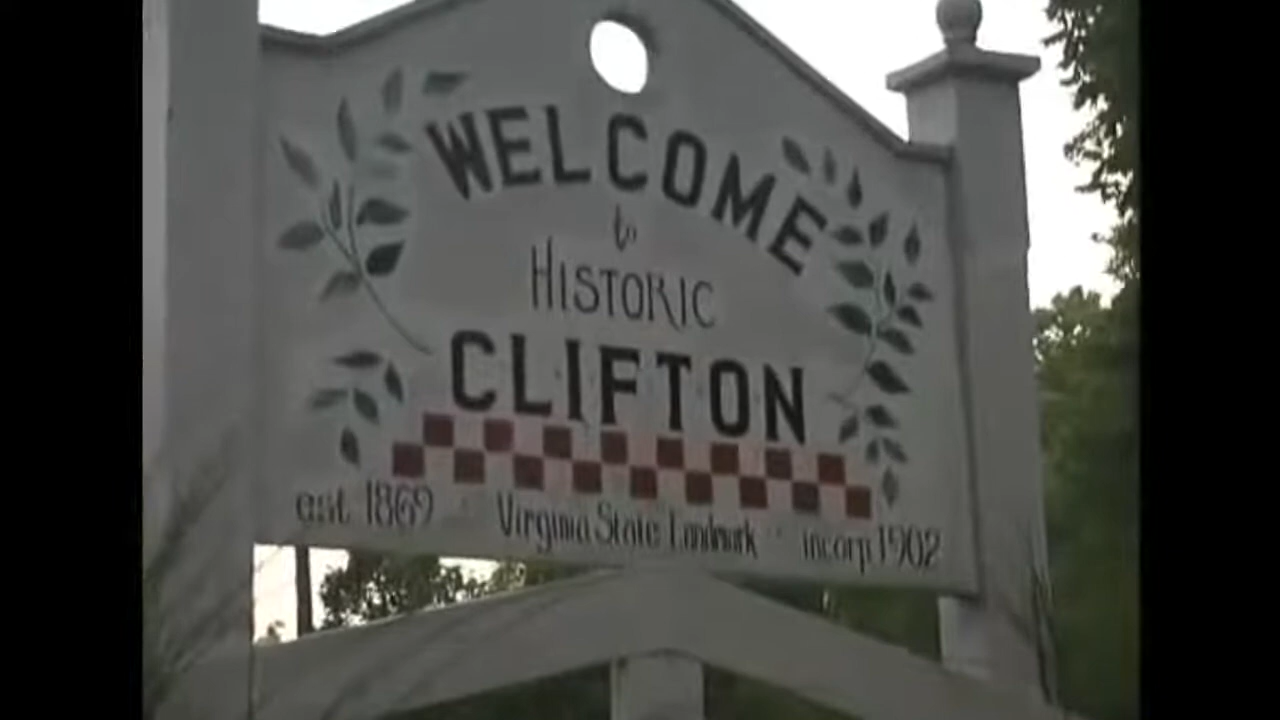 WELCOME
to
HISTORIC
CLIFTON
est. 1869 Virginia State Landmark incorp 1902